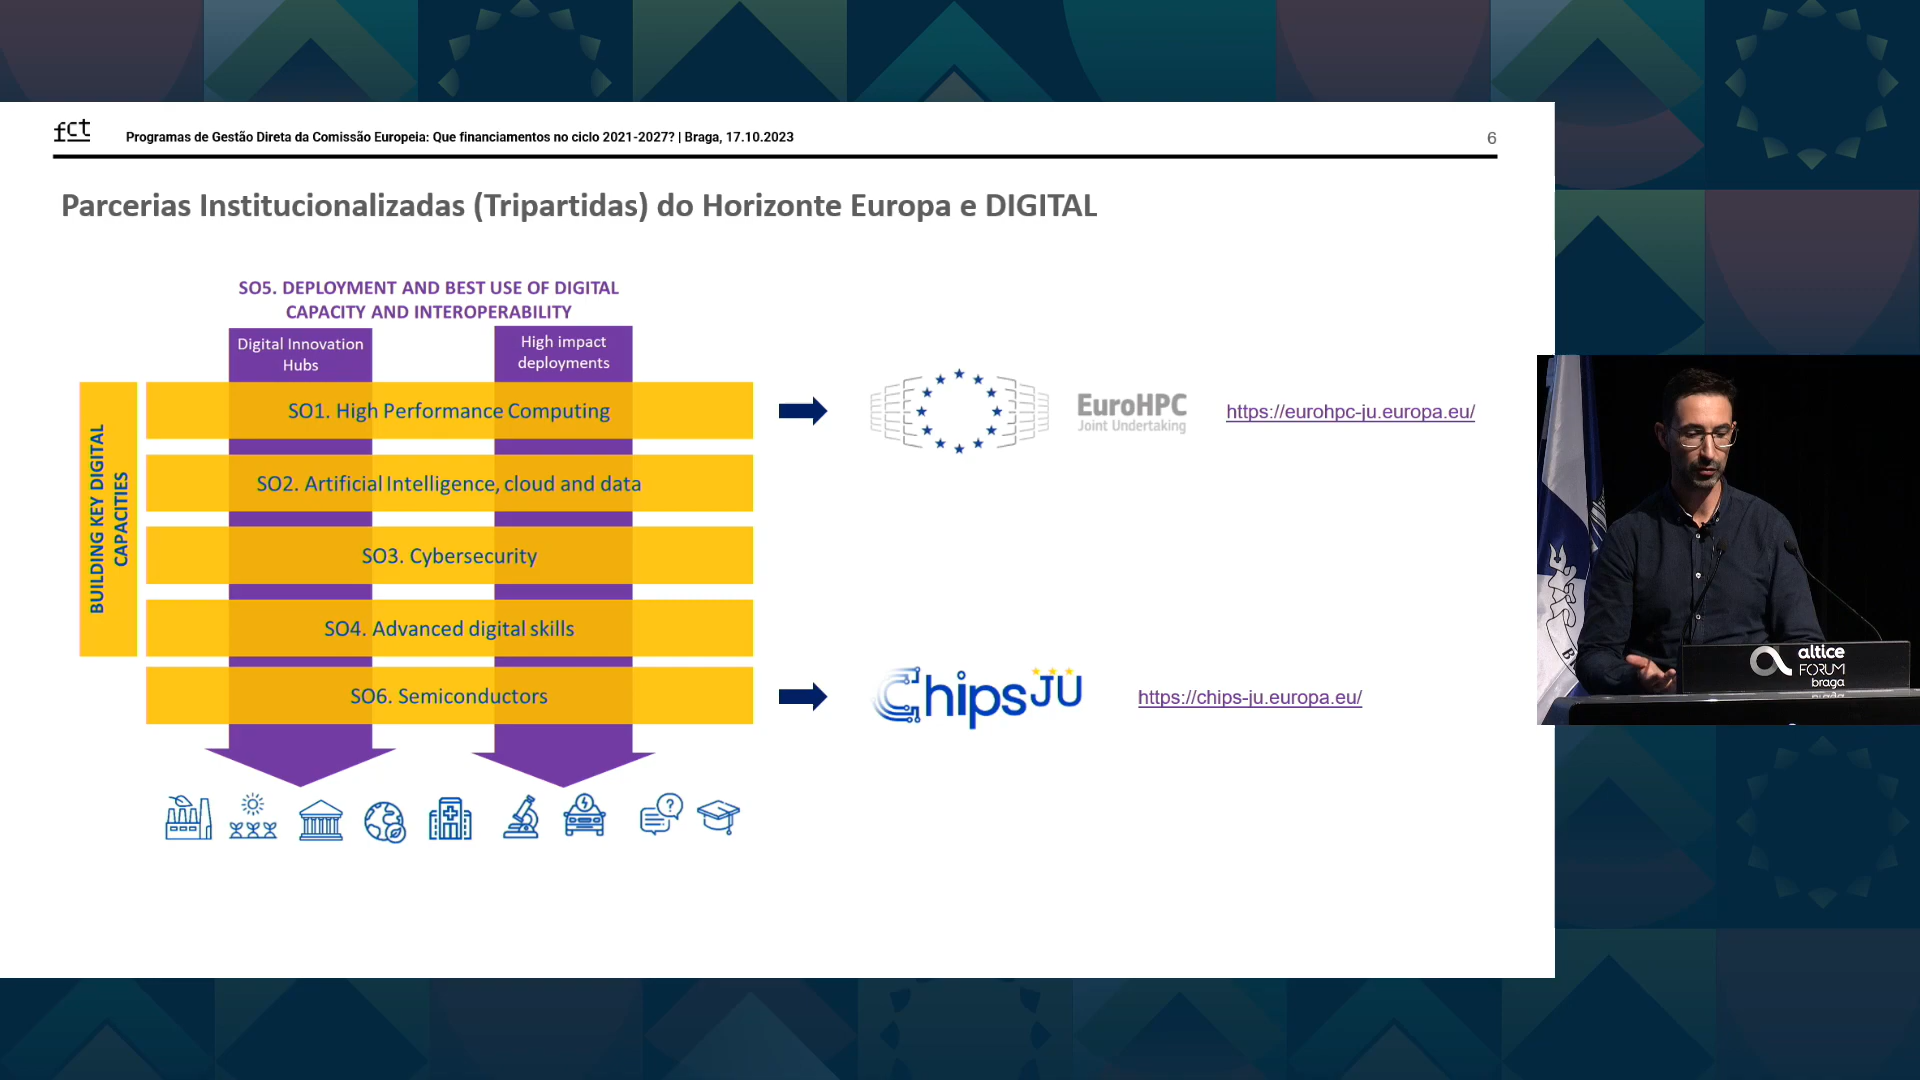 fct
Programas de Gestão Direta da Comissão Europeia: Que financiamentos no ciclo 2021-2027? | Braga, 17.10.2023
6
Parcerias Institucionalizadas (Tripartidas) do Horizonte Europa e DIGITAL
SO5. DEPLOYMENT AND BEST USE OF DIGITAL
CAPACITY AND INTEROPERABILITY
Digital Innovation
Hubs
High impact
deployments
BUILDING KEY DIGITAL
CAPACITIES
SO1. High Performance Computing
SO2. Artificial Intelligence, cloud and data
SO3. Cybersecurity
SO4. Advanced digital skills
SO6. Semiconductors
EuroHPC
Joint Undertaking
https://eurohpc-ju.europa.eu/
ChipsJU
https://chips-ju.europa.eu/
altice
FORUM
braga